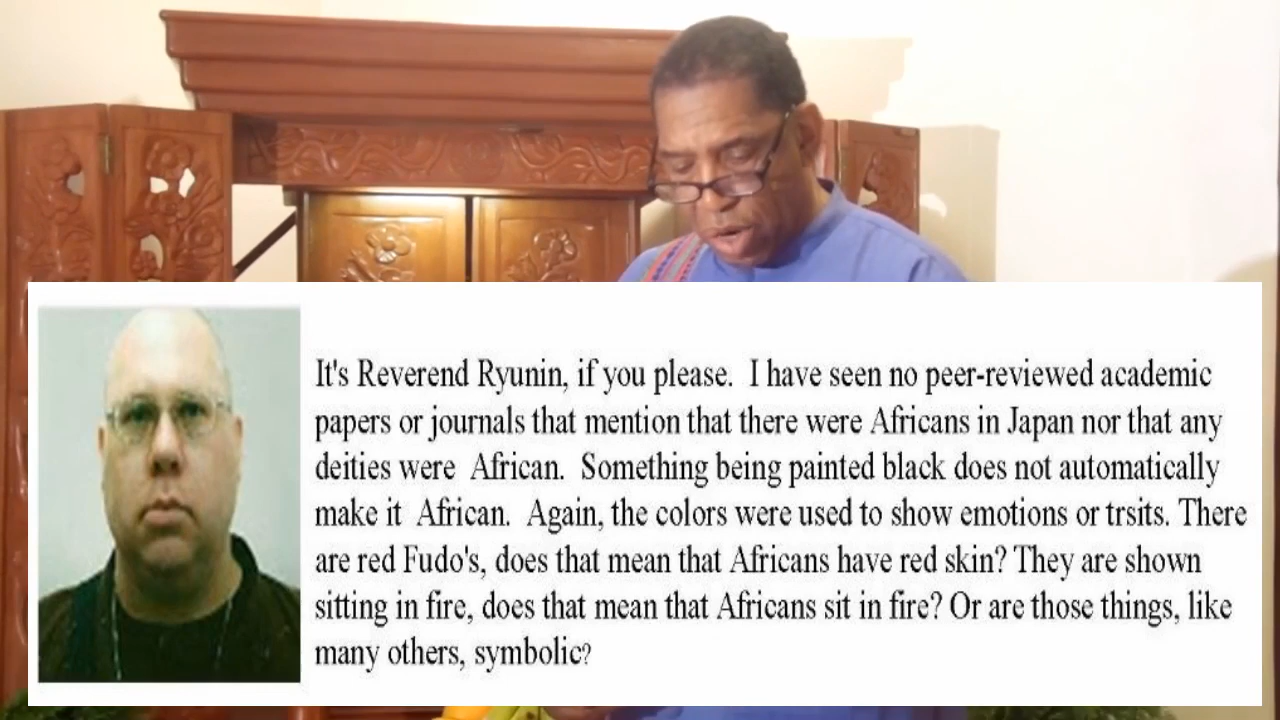 It's Reverend Ryunin, if you please. I have seen no peer-reviewed academic
papers or journals that mention that there were Africans in Japan nor that any
deities were African. Something being painted black does not automatically
make it African. Again, the colors were used to show emotions or trsits. There
are red Fudo's, does that mean that Africans have red skin? They are shown
sitting in fire, does that mean that Africans sit in fire? Or are those things, like
many others, symbolic?